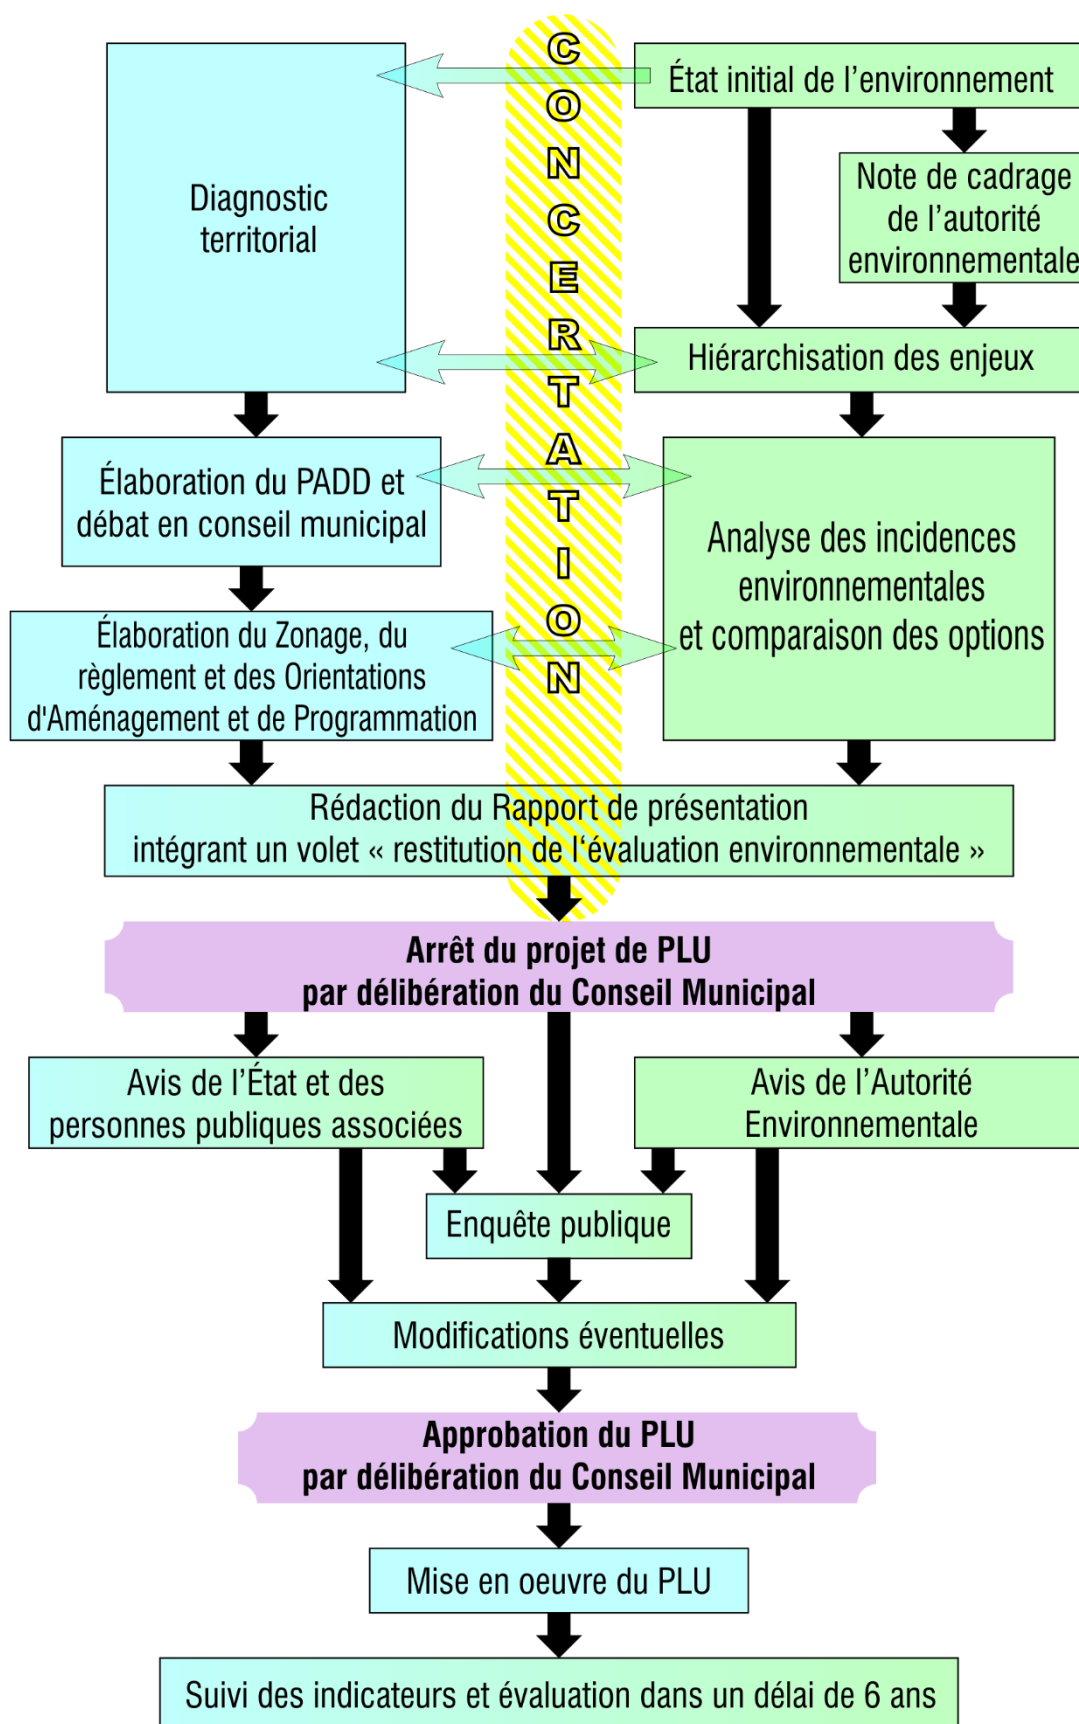 CONCERTATION
État initial de l’environnement
Diagnostic
territorial
Note de cadrage
de l’autorité
environnementale
Hiérarchisation des enjeux
Élaboration du PADD et
débat en conseil municipal
Analyse des incidences
environnementales
et comparaison des options
Élaboration du Zonage, du
règlement et des Orientations
d'Aménagement et de Programmation
Rédaction du Rapport de présentation
intégrant un volet « restitution de l‘évaluation environnementale »
Arrêt du projet de PLU
par délibération du Conseil Municipal
Avis de l’État et des
personnes publiques associées
Avis de l’Autorité
Environnementale
Enquête publique
Modifications éventuelles
Approbation du PLU
par délibération du Conseil Municipal
Mise en oeuvre du PLU
Suivi des indicateurs et évaluation dans un délai de 6 ans